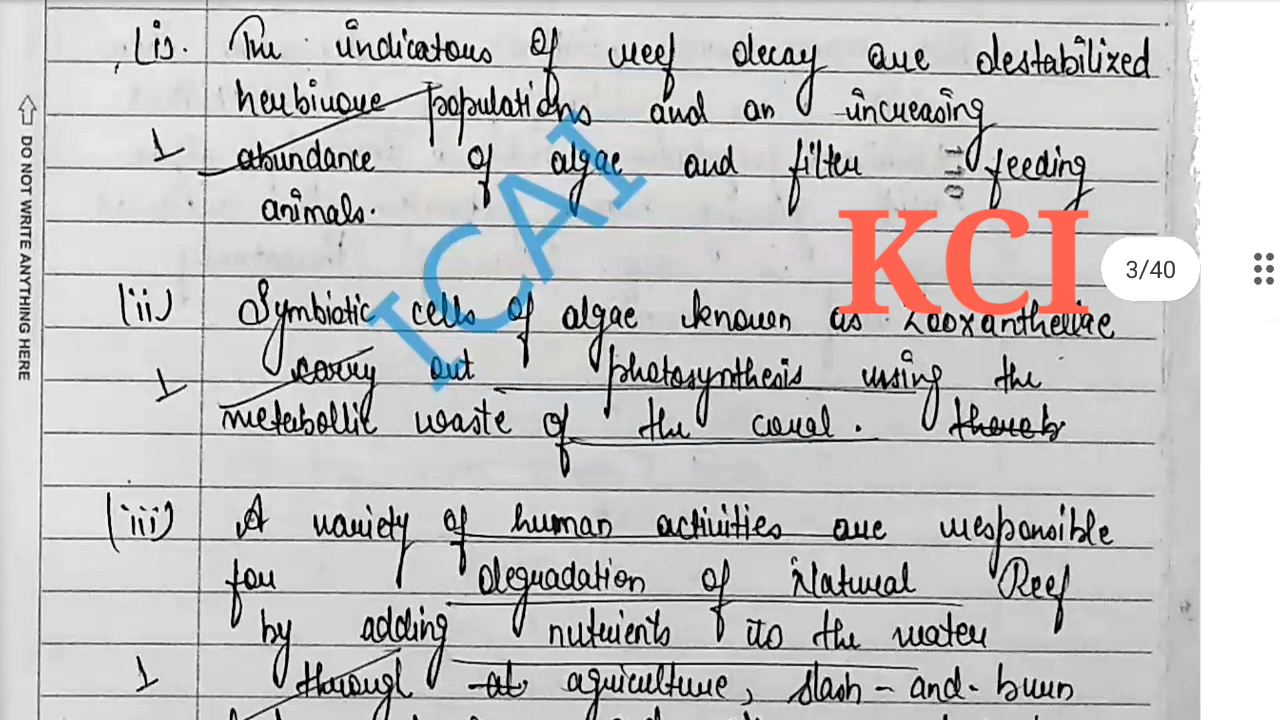 (i). The indicators of reef decay are destabilized
herbivore populations and an increasing
1 abundance of algae and filter feeding
animals.
DO NOT WRITE ANYTHING HERE
ICAI
KCI
3/40
(ii) Symbiotic cells of algae known as Zooxanthellae
1 carry out photosynthesis using the
metabollic waste of the coral. thereb
(iii) A variety of human activities are responsible
for degradation of Natural Reef
by adding nutrients to the water
1 through at agriculture, slash-and-burn